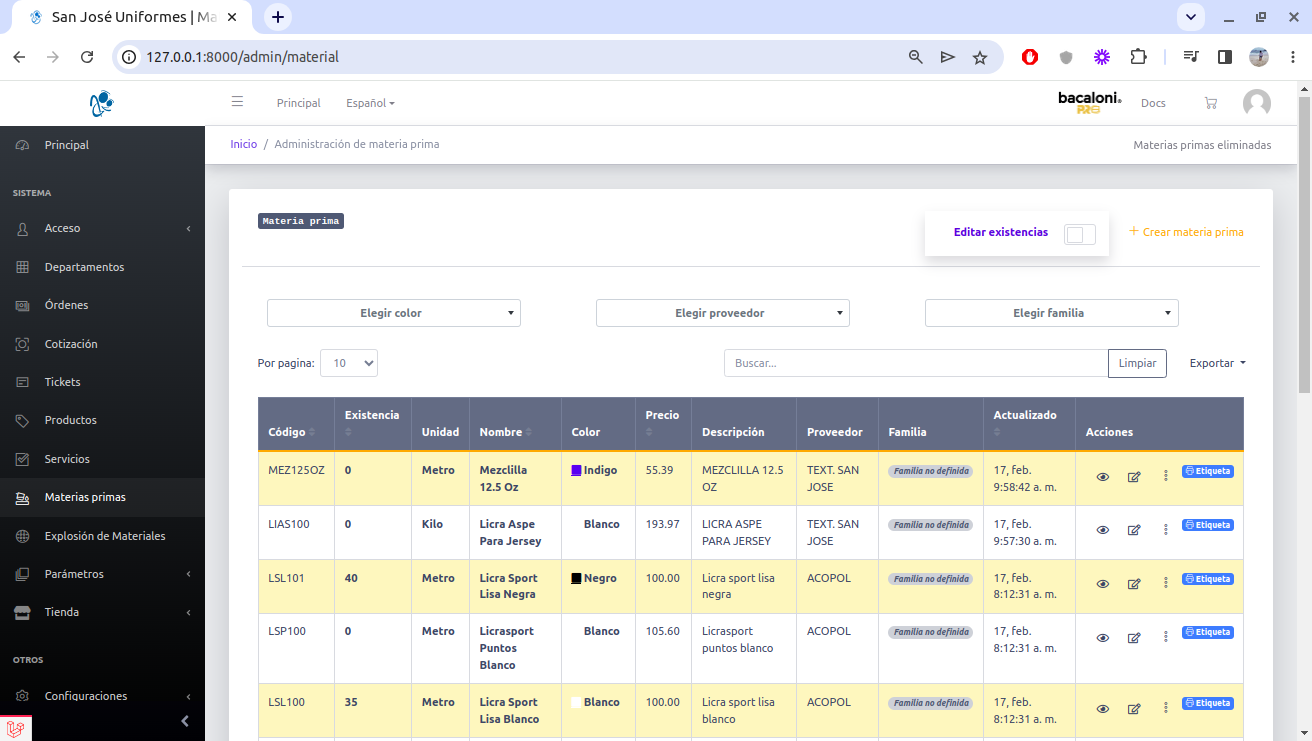 San José Uniformes | Ma
127.0.0.1:8000/admin/material
Principal
Español
bacaloni.
PRO
Docs
Principal
SISTEMA
Acceso
Departamentos
Órdenes
Cotización
Tickets
Productos
Servicios
Materias primas
Explosión de Materiales
Parámetros
Tienda
OTROS
Configuraciones
Inicio / Administración de materia prima
Materias primas eliminadas
Materia prima
Editar existencias
+ Crear materia prima
Elegir color
Elegir proveedor
Elegir familia
Por pagina: 10
Buscar...
Limpiar
Exportar
Código Existencia Unidad Nombre Color Precio Descripción Proveedor Familia Actualizado Acciones
MEZ125OZ 0 Metro Mezclilla 55.39 MEZCLILLA 12.5 TEXT. SAN Familia no definida 17, feb. Etiqueta
Indigo
12.5 Oz OZ JOSE 9:58:42 a. m.
LIAS100 0 Kilo Licra Aspe Blanco 193.97 LICRA ASPE TEXT. SAN Familia no definida 17, feb. Etiqueta
Para Jersey PARA JERSEY JOSE 9:57:30 a. m.
LSL101 40 Metro Licra Sport Negro 100.00 Licra sport lisa ACOPOL Familia no definida 17, feb. Etiqueta
Lisa Negra negra 8:12:31 a. m.
LSP100 0 Metro Licrasport Blanco 105.60 Licrasport ACOPOL Familia no definida 17, feb. Etiqueta
Puntos puntos blanco 8:12:31 a. m.
Blanco
LSL100 35 Metro Licra Sport Blanco 100.00 Licra sport lisa ACOPOL Familia no definida 17, feb. Etiqueta
Lisa Blanco blanco 8:12:31 a. m.